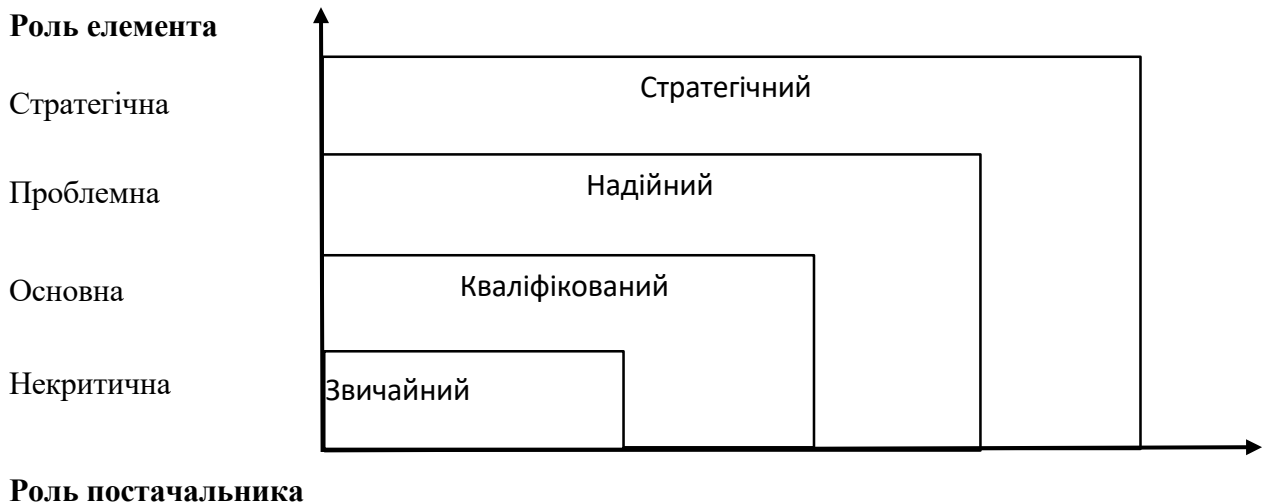 Роль елемента
Стратегічна
Стратегічний
Проблемна
Надійний
Основна
Кваліфікований
Некритична
Звичайний
Роль постачальника